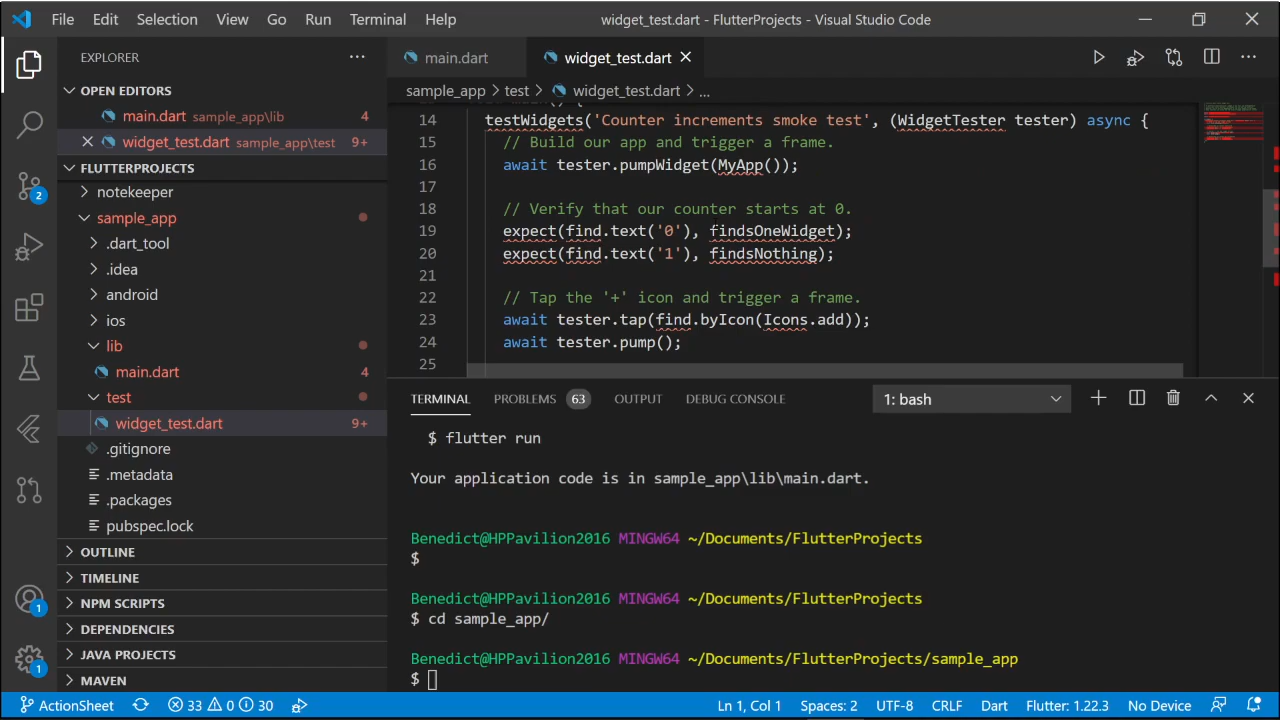 File Edit Selection View Go Run Terminal Help widget_test.dart - FlutterProjects - Visual Studio Code
EXPLORER
OPEN EDITORS
main.dart sample_app\lib 4
widget_test.dart sample_app\test 9+
FLUTTERPROJECTS
notekeeper
sample_app
.dart_tool
.idea
android
ios
lib
main.dart 4
test
widget_test.dart 9+
.gitignore
.metadata
.packages
pubspec.lock
OUTLINE
TIMELINE
NPM SCRIPTS
DEPENDENCIES
JAVA PROJECTS
MAVEN
2
1
1
main.dart widget_test.dart
sample_app > test > widget_test.dart > ...
14 testWidgets('Counter increments smoke test', (WidgetTester tester) async {
15 // Build our app and trigger a frame.
16 await tester.pumpWidget(MyApp());
17
18 // Verify that our counter starts at 0.
19 expect(find.text('0'), findsOneWidget);
20 expect(find.text('1'), findsNothing);
21
22 // Tap the '+' icon and trigger a frame.
23 await tester.tap(find.byIcon(Icons.add));
24 await tester.pump();
25
TERMINAL PROBLEMS 63 OUTPUT DEBUG CONSOLE 1: bash
$ flutter run
Your application code is in sample_app\lib\main.dart.
Benedict@HPPavilion2016 MINGW64 ~/Documents/FlutterProjects
$
Benedict@HPPavilion2016 MINGW64 ~/Documents/FlutterProjects
$ cd sample_app/
Benedict@HPPavilion2016 MINGW64 ~/Documents/FlutterProjects/sample_app
$
ActionSheet 33 0 30 Ln 1, Col 1 Spaces: 2 UTF-8 CRLF Dart Flutter: 1.22.3 No Device